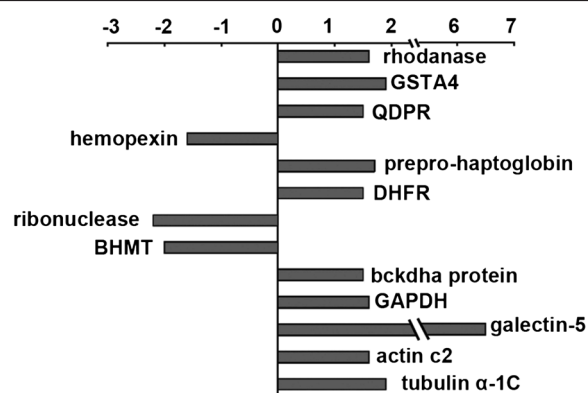 -3 -2 -1 0 1 2 6 7
rhodanase
GSTA4
QDPR
hemopexin
prepro-haptoglobin
DHFR
ribonuclease
BHMT
bckdha protein
GAPDH
galectin-5
actin c2
tubulin α-1C